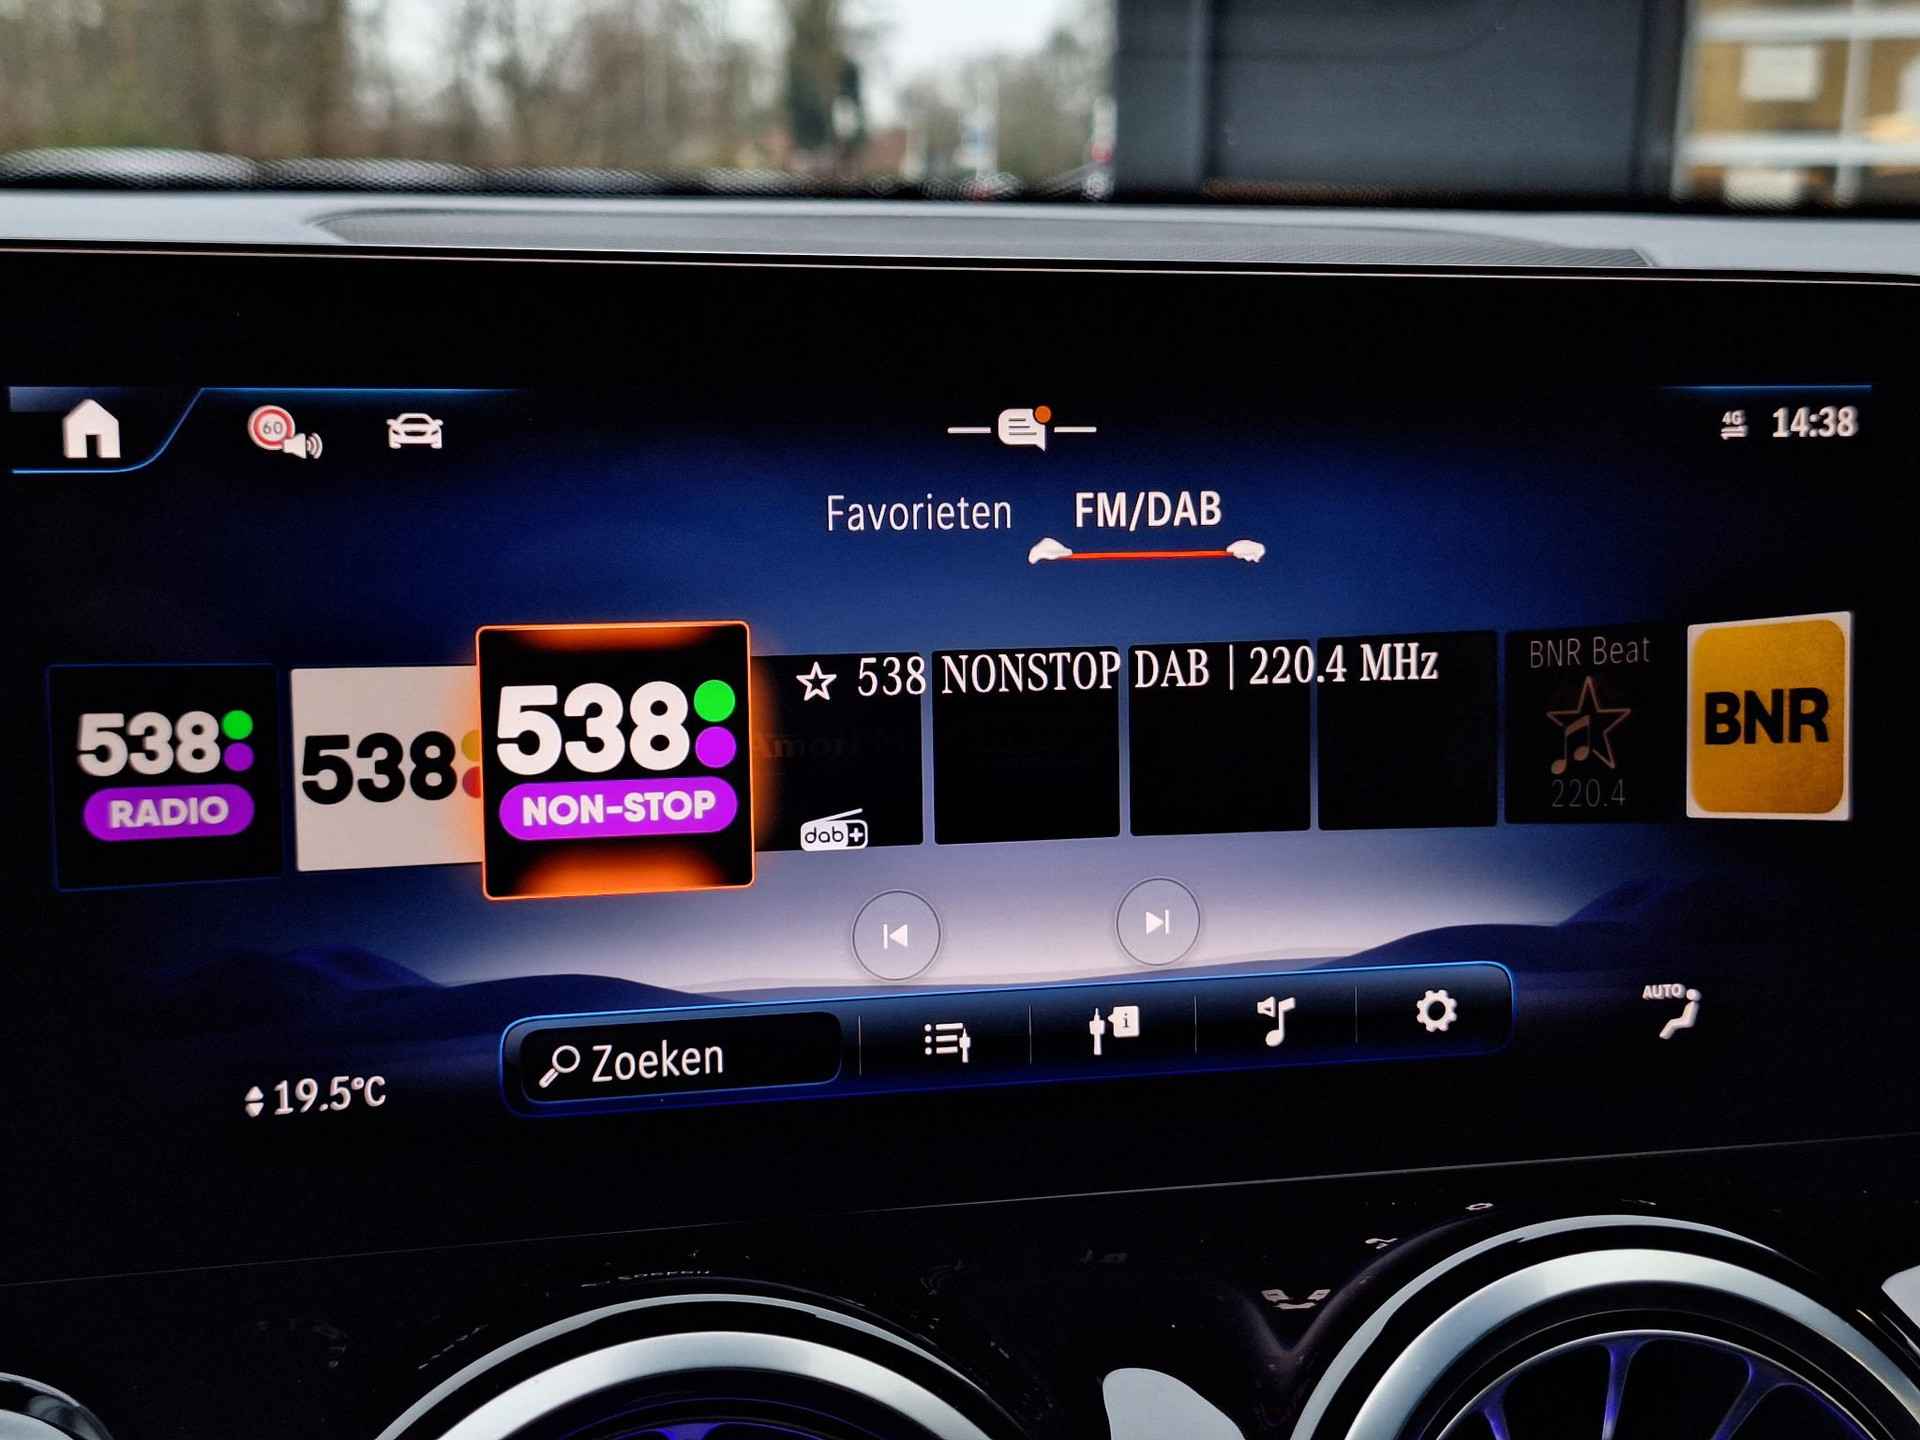 60
4G 14:38
Favorieten FM/DAB
538 NONSTOP DAB | 220.4 MHz
BNR Beat
220.4
538
RADIO
538
538
NON-STOP
dab+
BNR
Zoeken
i
AUTO
19.5°C